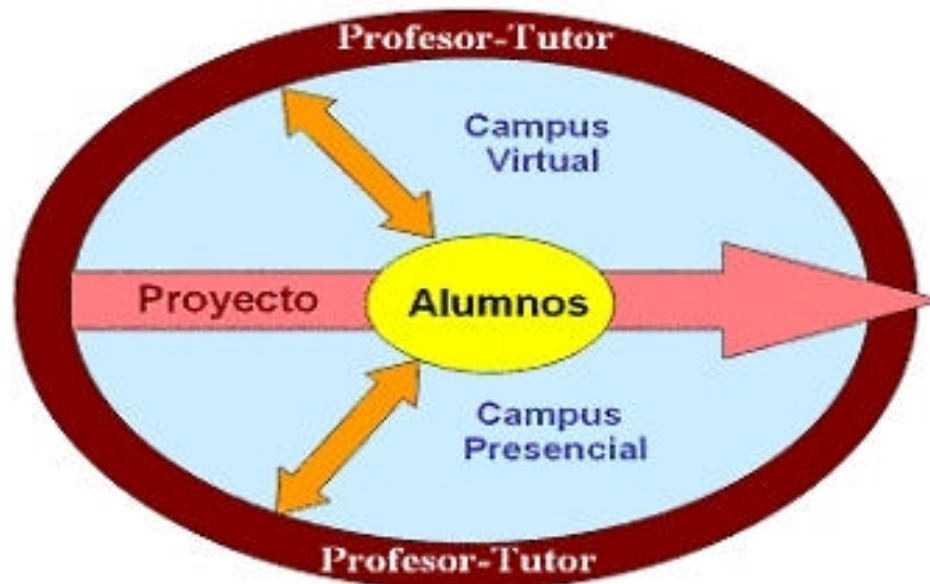 Profesor-Tutor
Campus
Virtual
Proyecto
Alumnos
Campus
Presencial
Profesor-Tutor